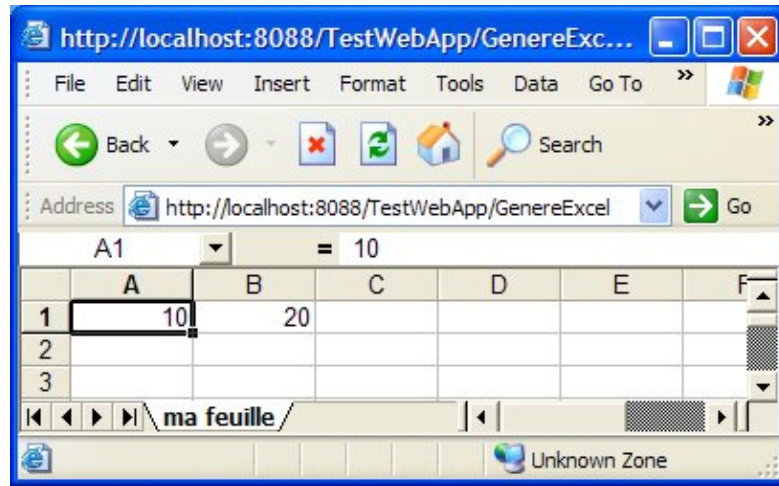 http://localhost:8088/TestWebApp/GenereExc...
File Edit View Insert Format Tools Data Go To »
Back Search »
Address http://localhost:8088/TestWebApp/GenereExcel Go
A1 = 10
A B C D E F
1 10 20
2
3
ma feuille
Unknown Zone